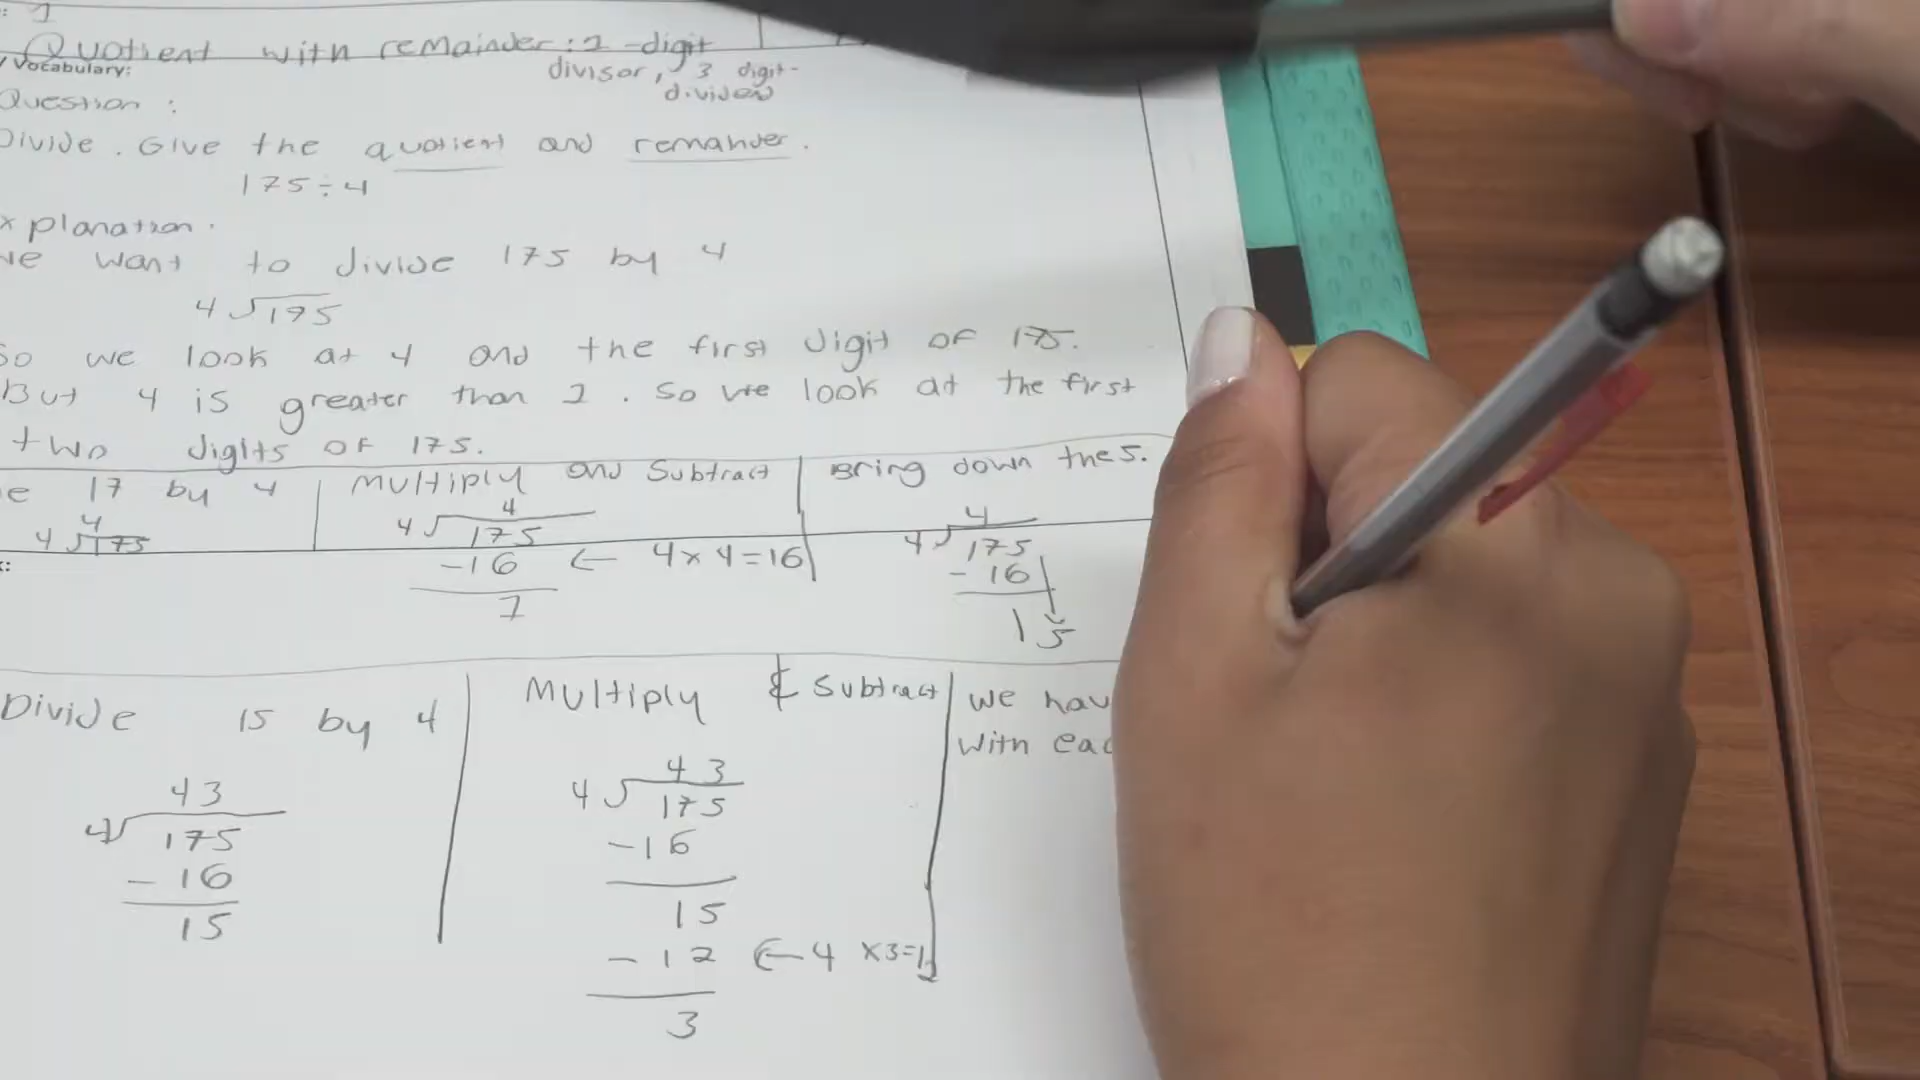 : 1
Quotient with remainder: 1-digit
divisor, 3 digit-
dividen
Vocabulary:
Question :
Divide. Give the quotient and remainder.
175÷4
xplanation.
we want to divide 175 by 4
4 √175
So we look at 4 and the first digit of 175.
But 4 is greater than 1. So we look at the first
two digits of 175.
e 17 by 4
4
4 √175
Multiply and Subtract
4
4 √175
-16 ← 4×4=16
1
Bring down the 5.
4
4 √175
-16
15
Divide 15 by 4
43
4 √175
-16
15
Multiply & Subtract
43
4 √175
-16
15
-12 ← 4 ×3=12
3
we hav
with eac